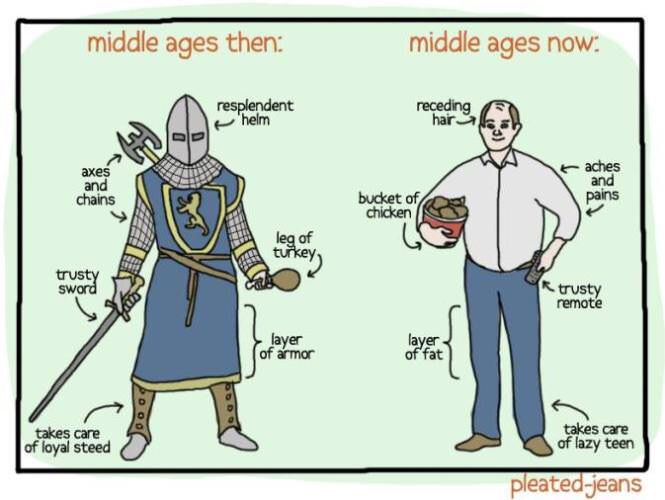 middle ages then:
resplendent
helm
axes
and
chains
leg of
turkey
trusty
sword
layer
of armor
takes care
of loyal steed
middle ages now:
receding
hair
aches
and
pains
bucket of
chicken
trusty
remote
layer
of fat
takes care
of lazy teen
pleated-jeans